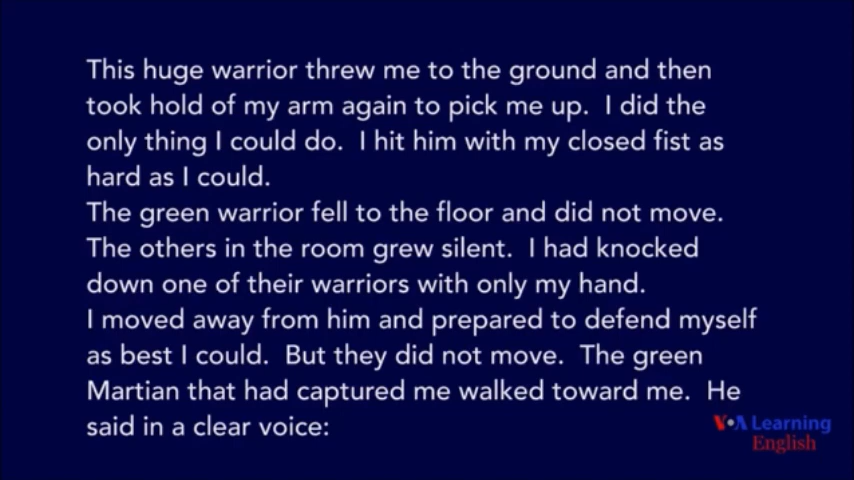 This huge warrior threw me to the ground and then
took hold of my arm again to pick me up.  I did the
only thing I could do.  I hit him with my closed fist as
hard as I could.
The green warrior fell to the floor and did not move.
The others in the room grew silent.  I had knocked
down one of their warriors with only my hand.
I moved away from him and prepared to defend myself
as best I could.  But they did not move.  The green
Martian that had captured me walked toward me.  He
said in a clear voice:
VOA Learning
English